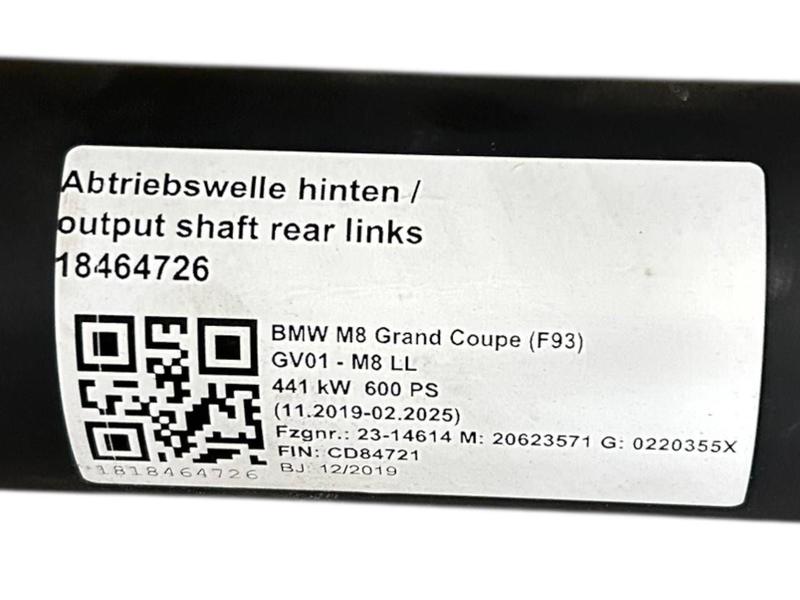 Abtriebswelle hinten /
output shaft rear links
18464726
BMW M8 Grand Coupe (F93)
GV01 - M8 LL
441 kW 600 PS
(11.2019-02.2025)
Fzgnr.: 23-14614 M: 20623571 G: 0220355X
FIN: CD84721
BJ: 12/2019
1818464726